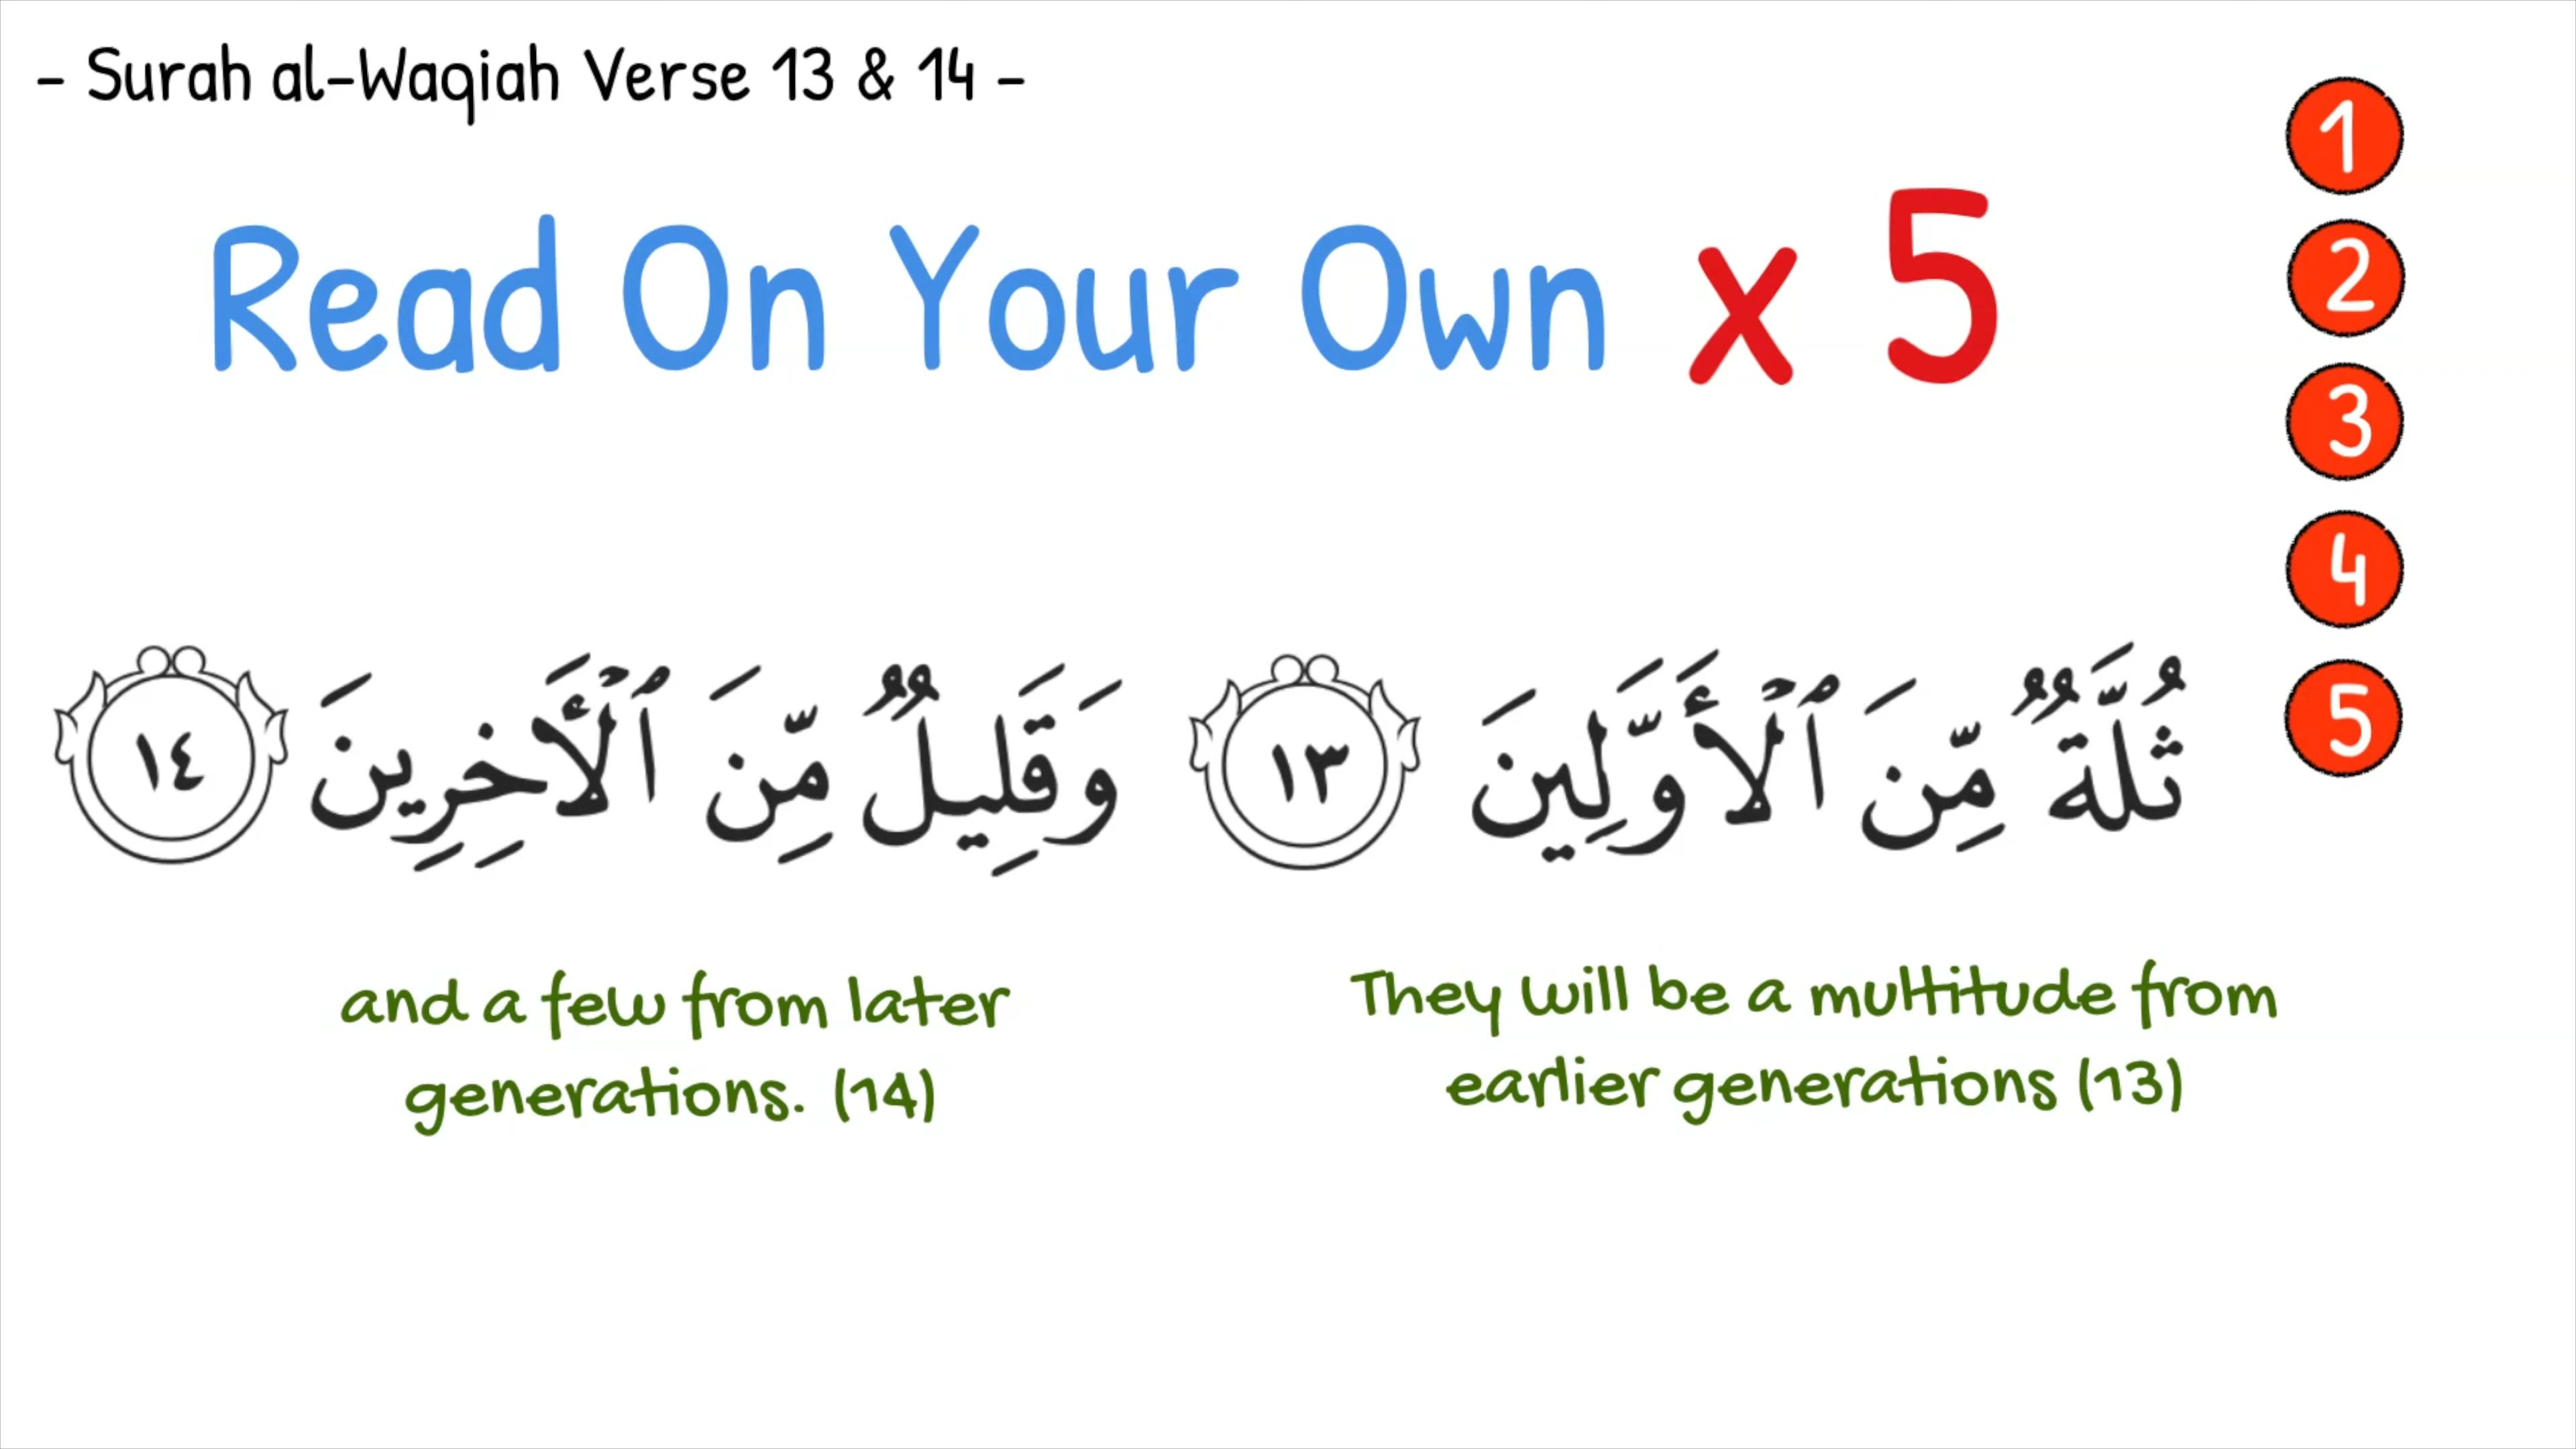 - Surah al-Waqiah Verse 13 & 14 -
Read On Your Own x 5
1
2
3
4
5
ثُلَّةٌ مِّنَ ٱلْأَوَّلِينَ ١٣ وَقَلِيلٌ مِّنَ ٱلْأَخِرِينَ ١٤
They will be a multitude from
earlier generations (13)
and a few from later
generations. (14)